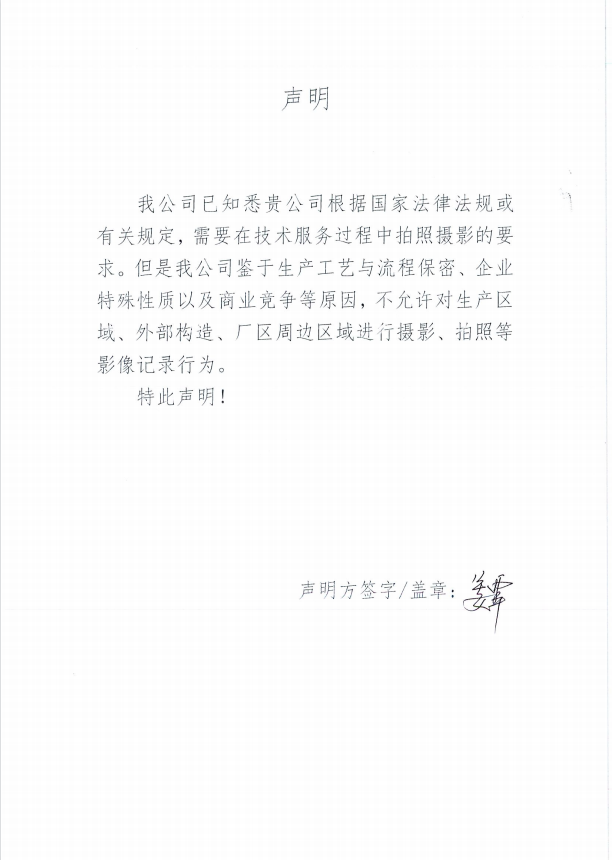 声明
我公司已知悉贵公司根据国家法律法规或
有关规定，需要在技术服务过程中拍照摄影的要
求。但是我公司鉴于生产工艺与流程保密、企业
特殊性质以及商业竞争等原因，不允许对生产区
域、外部构造、厂区周边区域进行摄影、拍照等
影像记录行为。
特此声明！
声明方签字/盖章：